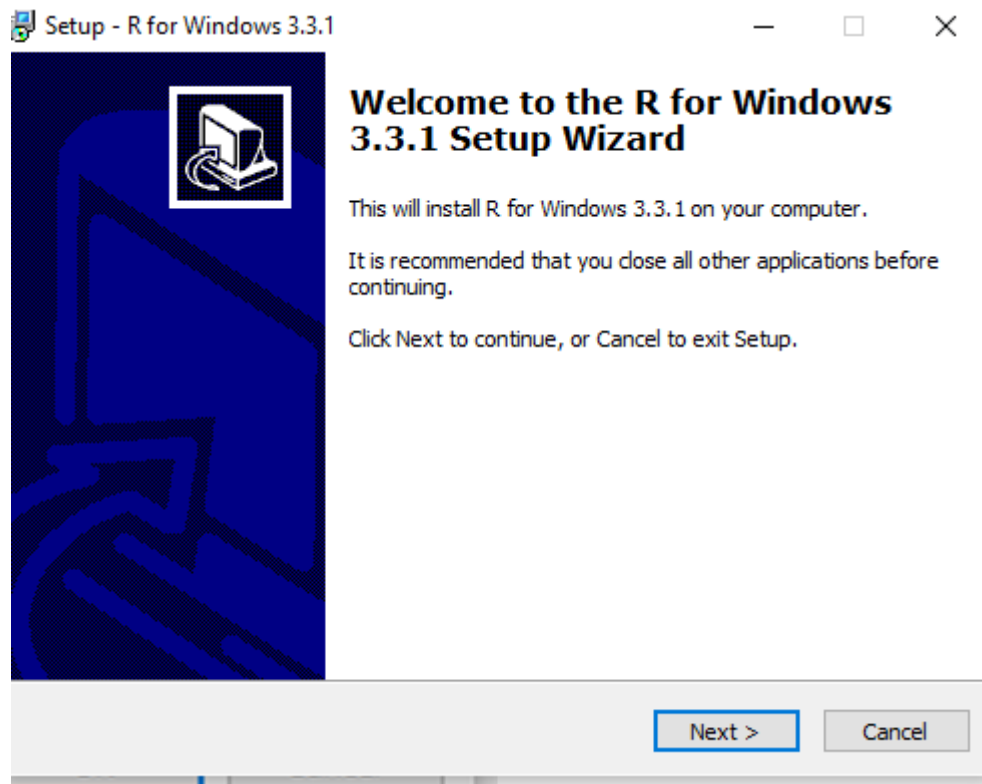 Setup - R for Windows 3.3.1
Welcome to the R for Windows
3.3.1 Setup Wizard
This will install R for Windows 3.3.1 on your computer.
It is recommended that you close all other applications before
continuing.
Click Next to continue, or Cancel to exit Setup.
Next >
Cancel